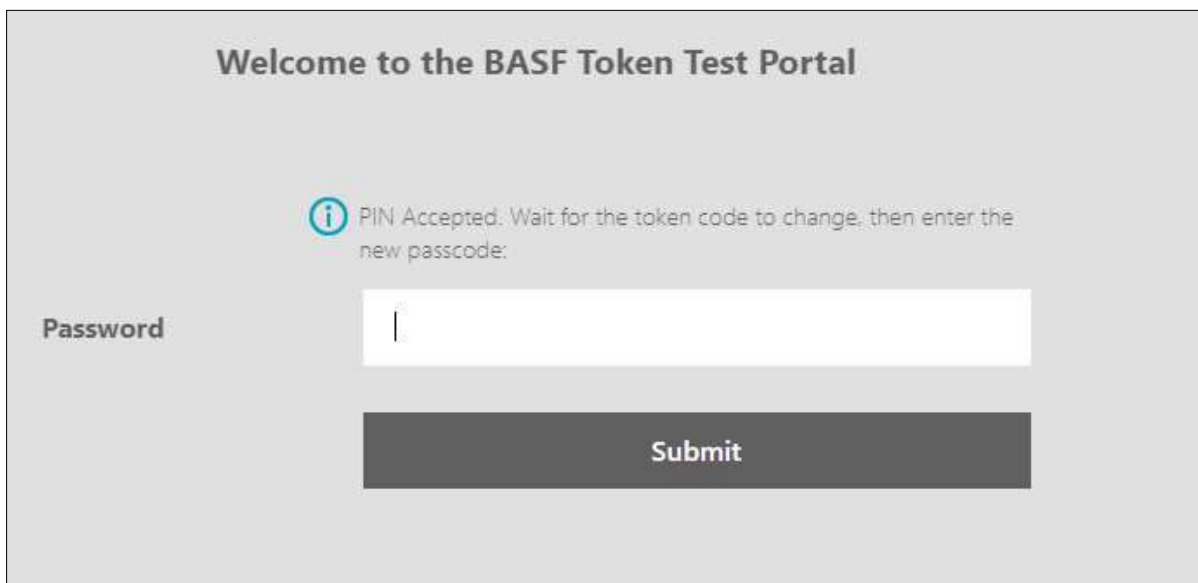 Welcome to the BASF Token Test Portal
PIN Accepted. Wait for the token code to change, then enter the
new passcode:
Password
Submit